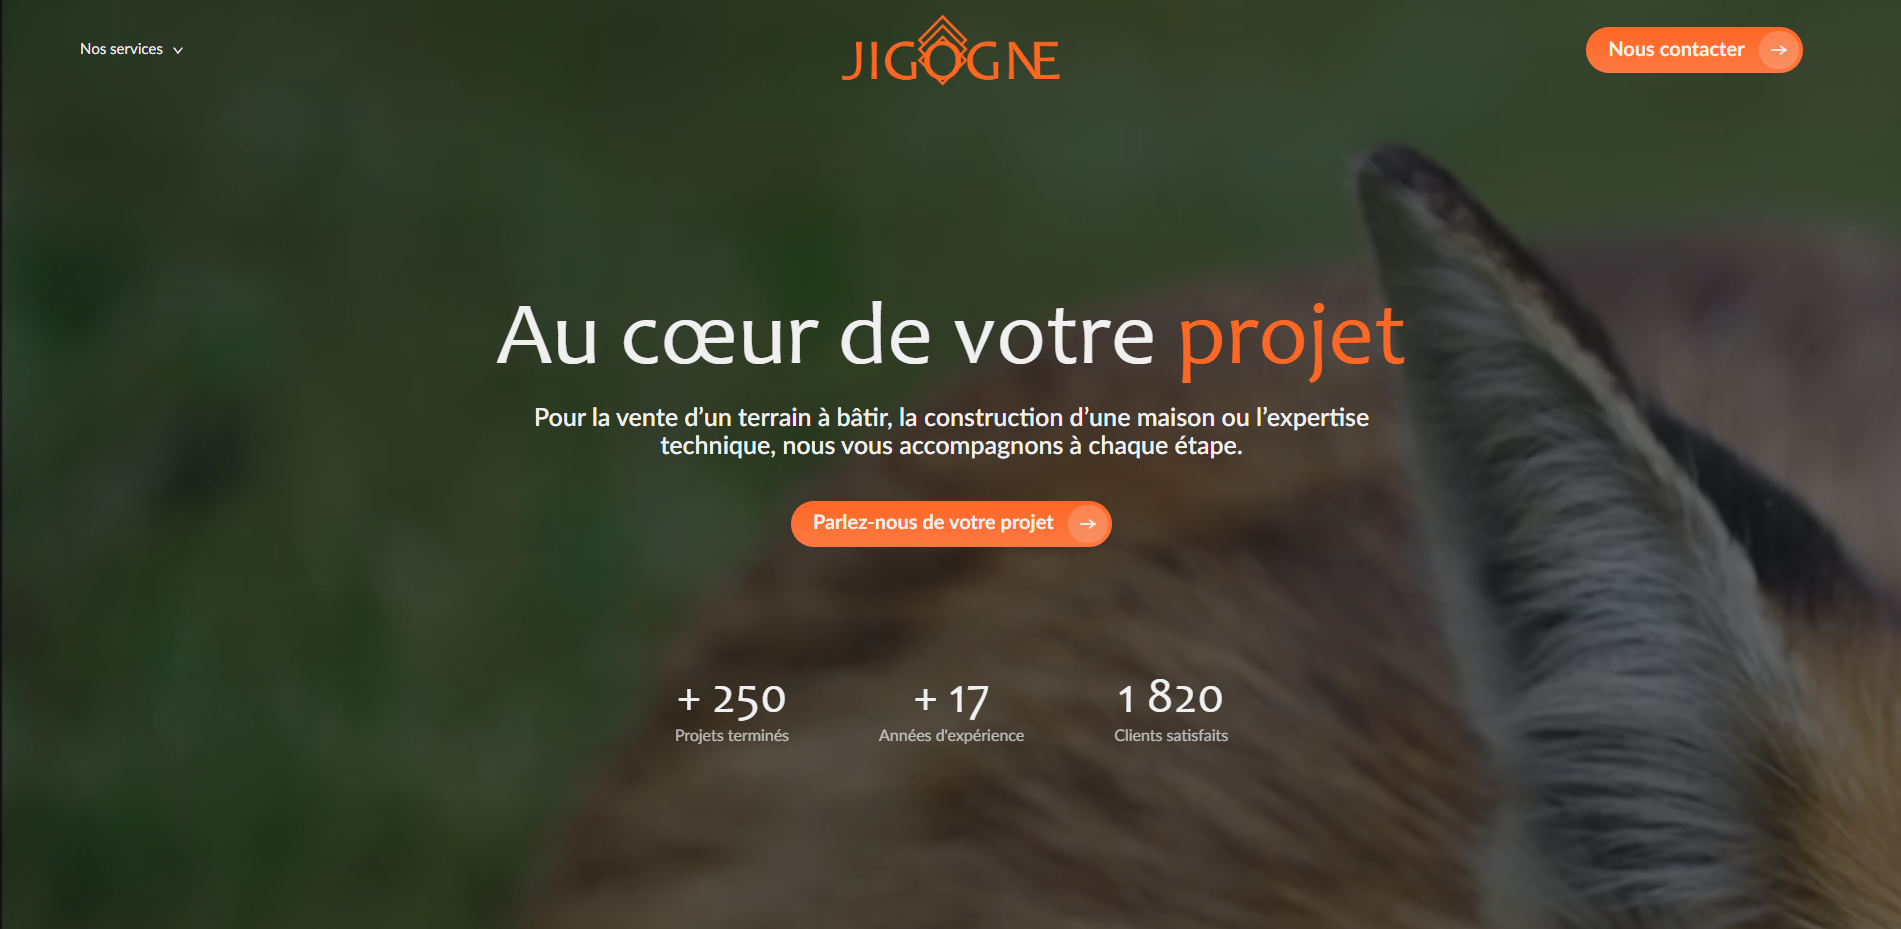 Nos services
JIGOGNE
Nous contacter
Au cœur de votre projet
Pour la vente d’un terrain à bâtir, la construction d’une maison ou l’expertise
technique, nous vous accompagnons à chaque étape.
Parlez-nous de votre projet
+ 250
Projets terminés
+ 17
Années d'expérience
1 820
Clients satisfaits